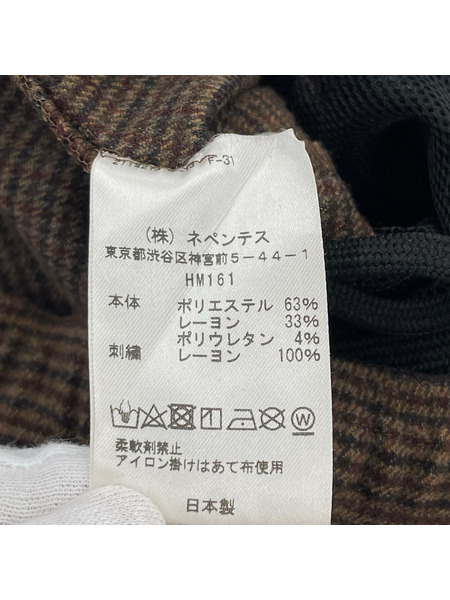 (株) ネペンテス
東京都渋谷区神宮前5-44-1
HM161
本体 ポリエステル 63%
レーヨン 33%
ポリウレタン 4%
刺繍 レーヨン 100%
W
柔軟剤禁止
アイロン掛けはあて布使用
日本製